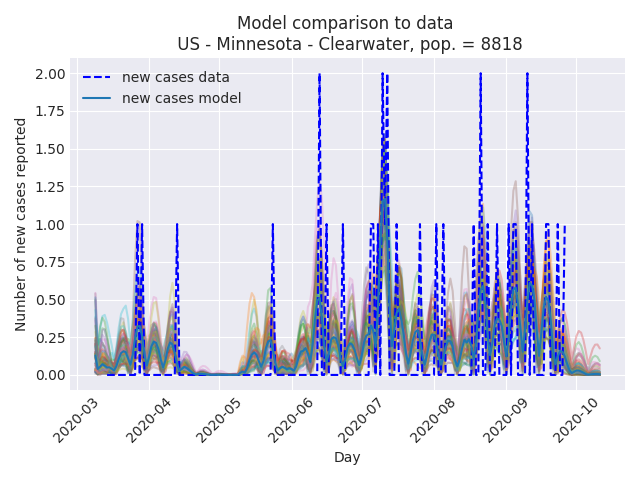 Model comparison to data
US - Minnesota - Clearwater, pop. = 8818
new cases data
new cases model
Number of new cases reported
2.00
1.75
1.50
1.25
1.00
0.75
0.50
0.25
0.00
2020-03
2020-04
2020-05
2020-06
2020-07
2020-08
2020-09
2020-10
Day